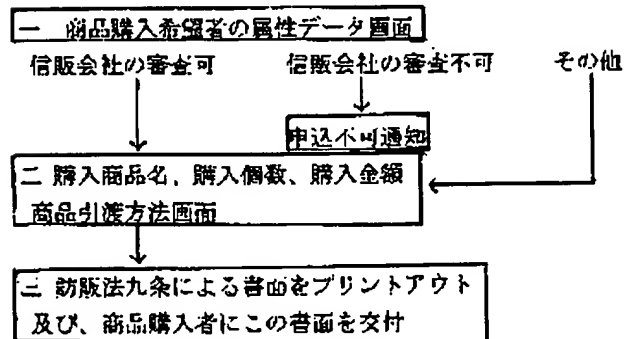 一 商品購入希望者の属性データ画面
信販会社の審査可 信販会社の審査不可 その他
申込不可通知
二 購入商品名、購入個数、購入金額
商品引渡方法画面
三 訪販法九条による書面をプリントアウト
及び、商品購入者にこの書面を交付